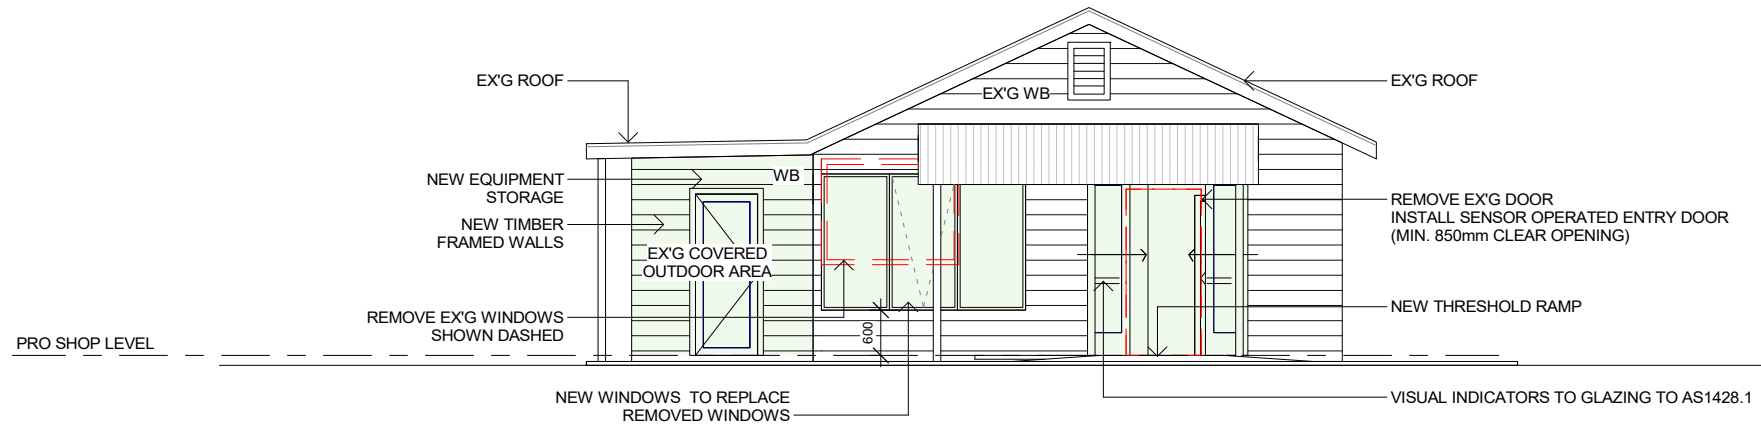 EX'G ROOF
EX'G WB
EX'G ROOF
NEW EQUIPMENT
STORAGE
WB
NEW TIMBER
FRAMED WALLS
EX'G COVERED
OUTDOOR AREA
REMOVE EX'G DOOR
INSTALL SENSOR OPERATED ENTRY DOOR
(MIN. 850mm CLEAR OPENING)
REMOVE EX'G WINDOWS
SHOWN DASHED
600
NEW THRESHOLD RAMP
PRO SHOP LEVEL
NEW WINDOWS TO REPLACE
REMOVED WINDOWS
VISUAL INDICATORS TO GLAZING TO AS1428.1